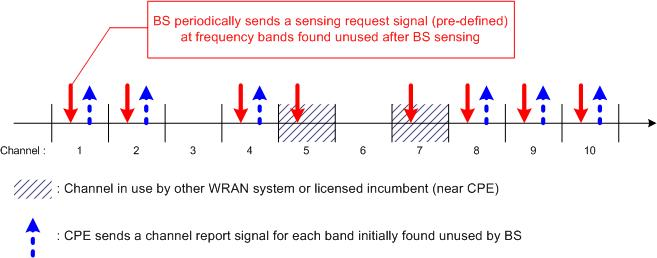 BS periodically sends a sensing request signal (pre-defined)
at frequency bands found unused after BS sensing
Channel : 1 2 3 4 5 6 7 8 9 10
: Channel in use by other WRAN system or licensed incumbent (near CPE)
: CPE sends a channel report signal for each band initially found unused by BS